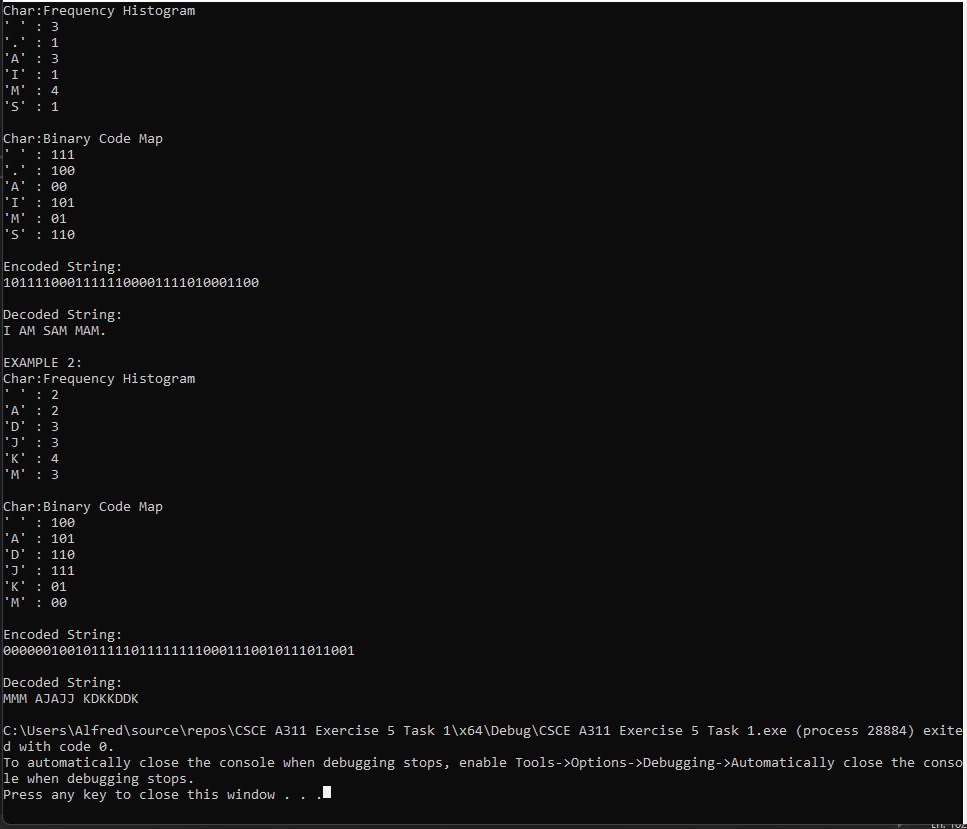 Char:Frequency Histogram
' ' : 3
'.' : 1
'A' : 3
'I' : 1
'M' : 4
'S' : 1
Char:Binary Code Map
' ' : 111
'.' : 100
'A' : 00
'I' : 101
'M' : 01
'S' : 110
Encoded String:
10111100011111100001111010001100
Decoded String:
I AM SAM MAM.
EXAMPLE 2:
Char:Frequency Histogram
' ' : 2
'A' : 2
'D' : 3
'J' : 3
'K' : 4
'M' : 3
Char:Binary Code Map
' ' : 100
'A' : 101
'D' : 110
'J' : 111
'K' : 01
'M' : 00
Encoded String:
00000010010111110111111110001110010111011001
Decoded String:
MMM AJAJJ KDKKDDK
C:\Users\Alfred\source\repos\CSCE A311 Exercise 5 Task 1\x64\Debug\CSCE A311 Exercise 5 Task 1.exe (process 28884) exite
d with code 0.
To automatically close the console when debugging stops, enable Tools->Options->Debugging->Automatically close the conso
le when debugging stops.
Press any key to close this window . . .